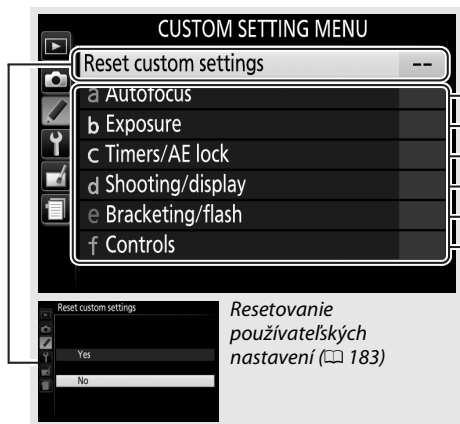 CUSTOM SETTING MENU
Reset custom settings --
a Autofocus
b Exposure
c Timers/AE lock
d Shooting/display
e Bracketing/flash
f Controls
Reset custom settings
Yes
No
Resetovanie
používateľských
nastavení (📖 183)